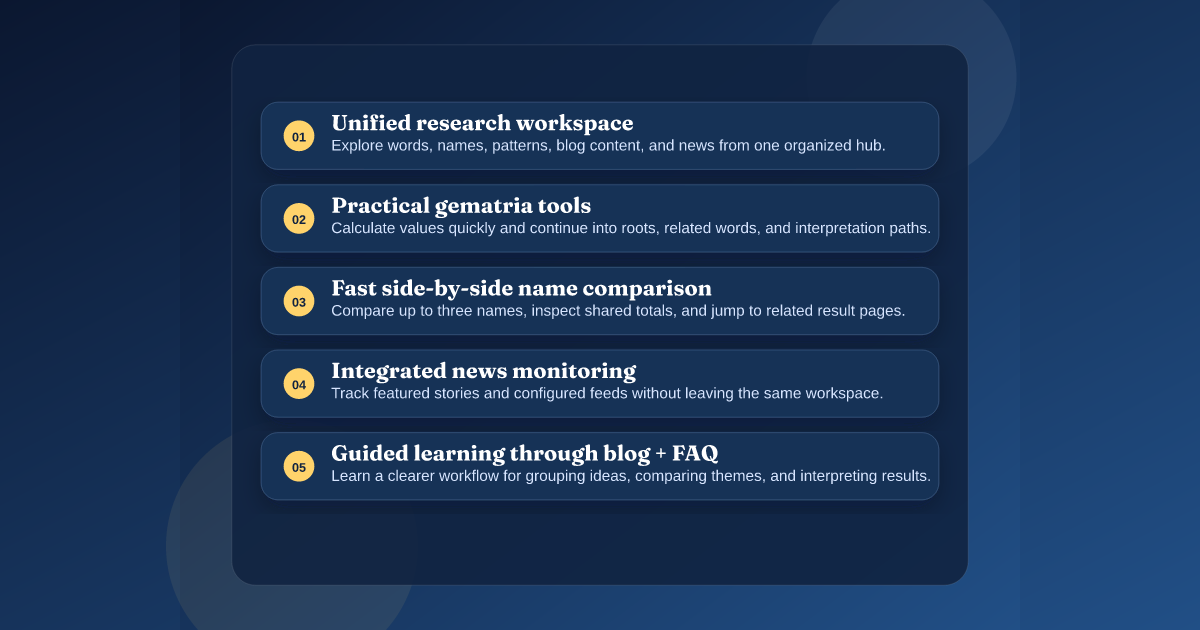 01
Unified research workspace
Explore words, names, patterns, blog content, and news from one organized hub.
02
Practical gematria tools
Calculate values quickly and continue into roots, related words, and interpretation paths.
03
Fast side-by-side name comparison
Compare up to three names, inspect shared totals, and jump to related result pages.
04
Integrated news monitoring
Track featured stories and configured feeds without leaving the same workspace.
05
Guided learning through blog + FAQ
Learn a clearer workflow for grouping ideas, comparing themes, and interpreting results.